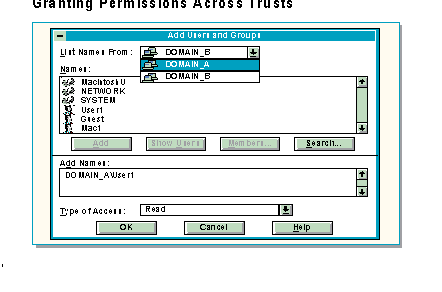 Granting Permissions Across Trusts
Add Users and Groups
List Names From: DOMAIN_B
DOMAIN_A
DOMAIN_B
Names:
Macintosh U
NETWORK
SYSTEM
User1
Guest
Mac1
Add Show Users Members... Search...
Add Names:
DOMAIN_A\User1
Type of Access: Read
OK Cancel Help